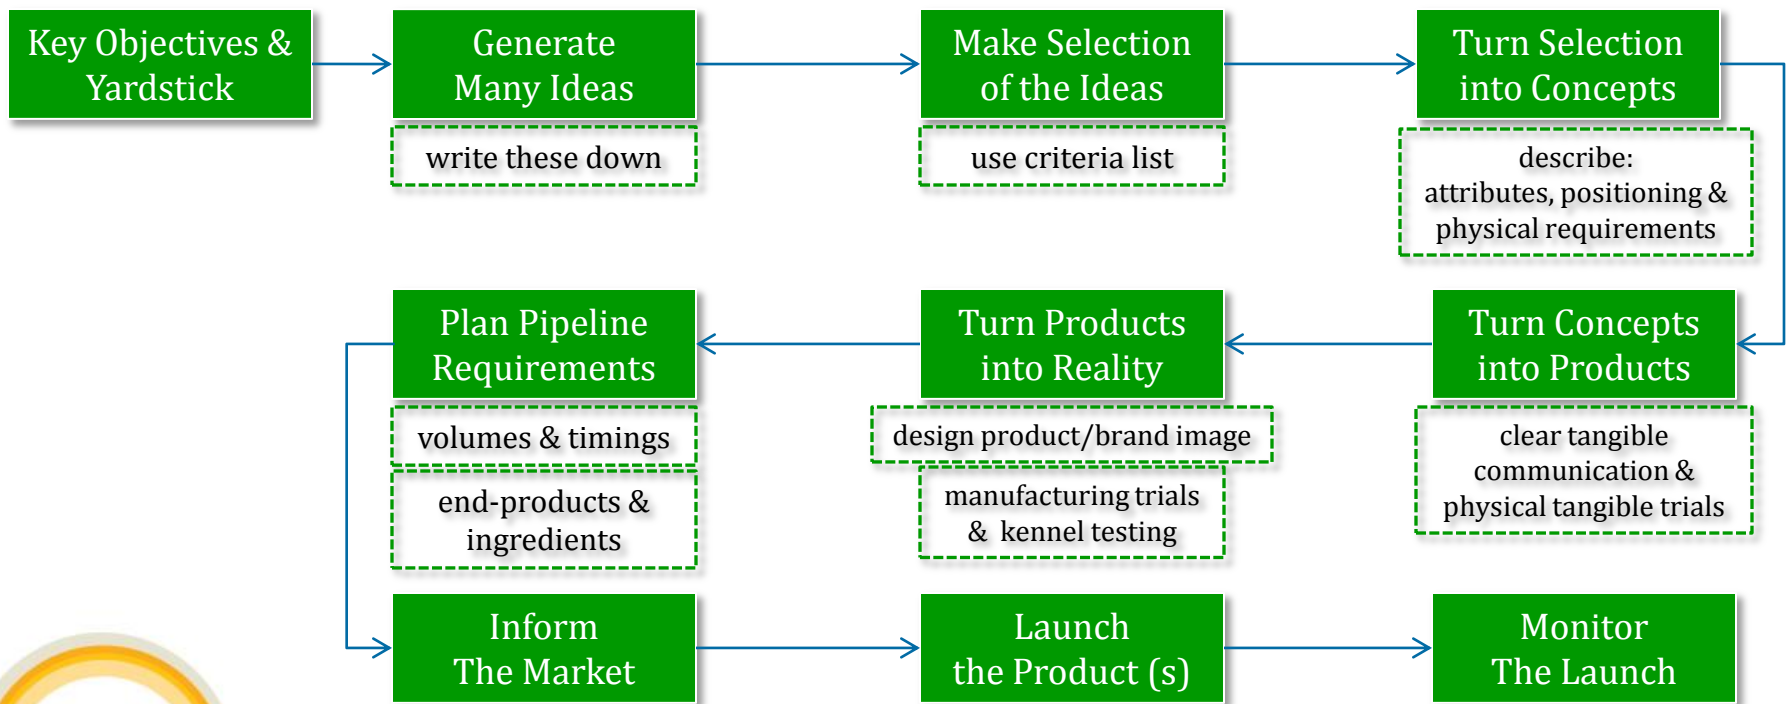 Key Objectives &
Yardstick
Generate
Many Ideas
write these down
Make Selection
of the Ideas
use criteria list
Turn Selection
into Concepts
describe:
attributes, positioning &
physical requirements
Turn Concepts
into Products
clear tangible
communication &
physical tangible trials
Turn Products
into Reality
design product/brand image
manufacturing trials
& kennel testing
Plan Pipeline
Requirements
volumes & timings
end-products &
ingredients
Inform
The Market
Launch
the Product (s)
Monitor
The Launch